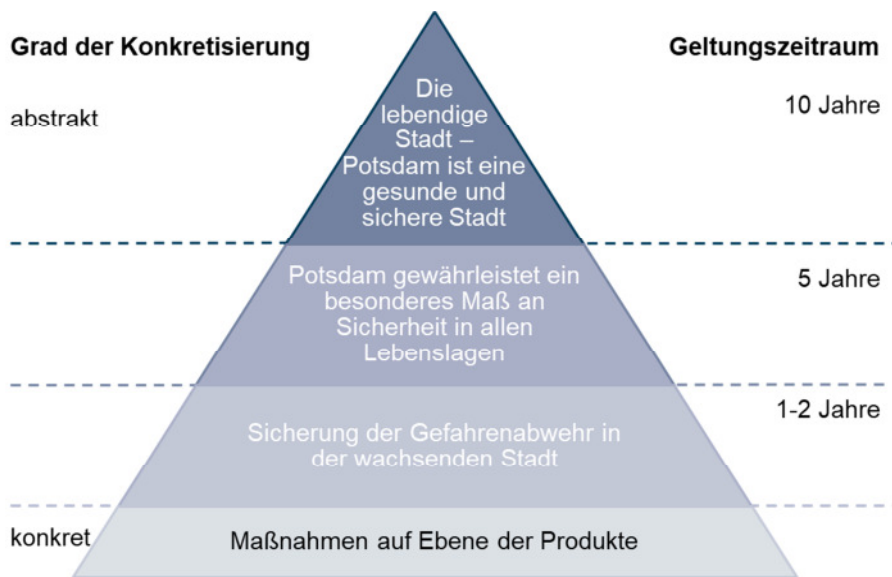 Grad der Konkretisierung
Geltungszeitraum
abstrakt
10 Jahre
Die
lebendige
Stadt –
Potsdam ist eine
gesunde und
sichere Stadt
5 Jahre
Potsdam gewährleistet ein
besonderes Maß an
Sicherheit in allen
Lebenslagen
1-2 Jahre
Sicherung der Gefahrenabwehr in
der wachsenden Stadt
konkret
Maßnahmen auf Ebene der Produkte